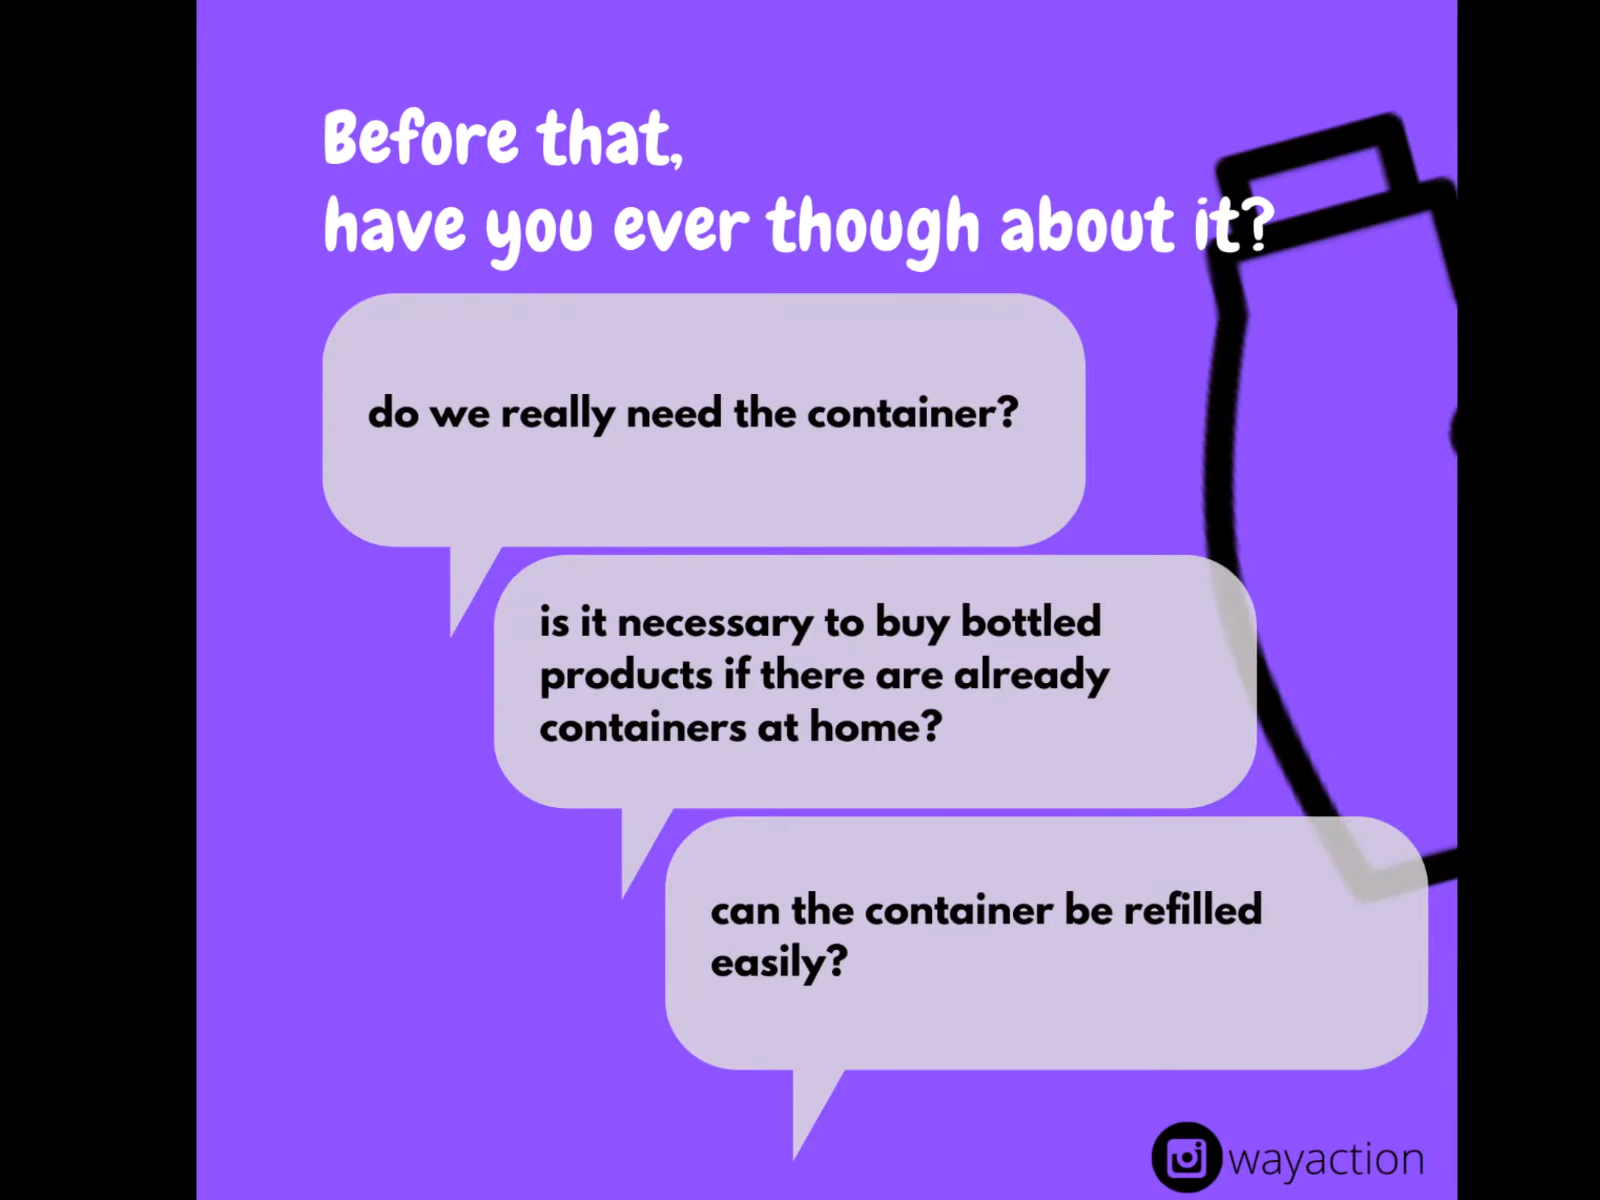 Before that,
have you ever though about it?
do we really need the container?
is it necessary to buy bottled
products if there are already
containers at home?
can the container be refilled
easily?
wayaction